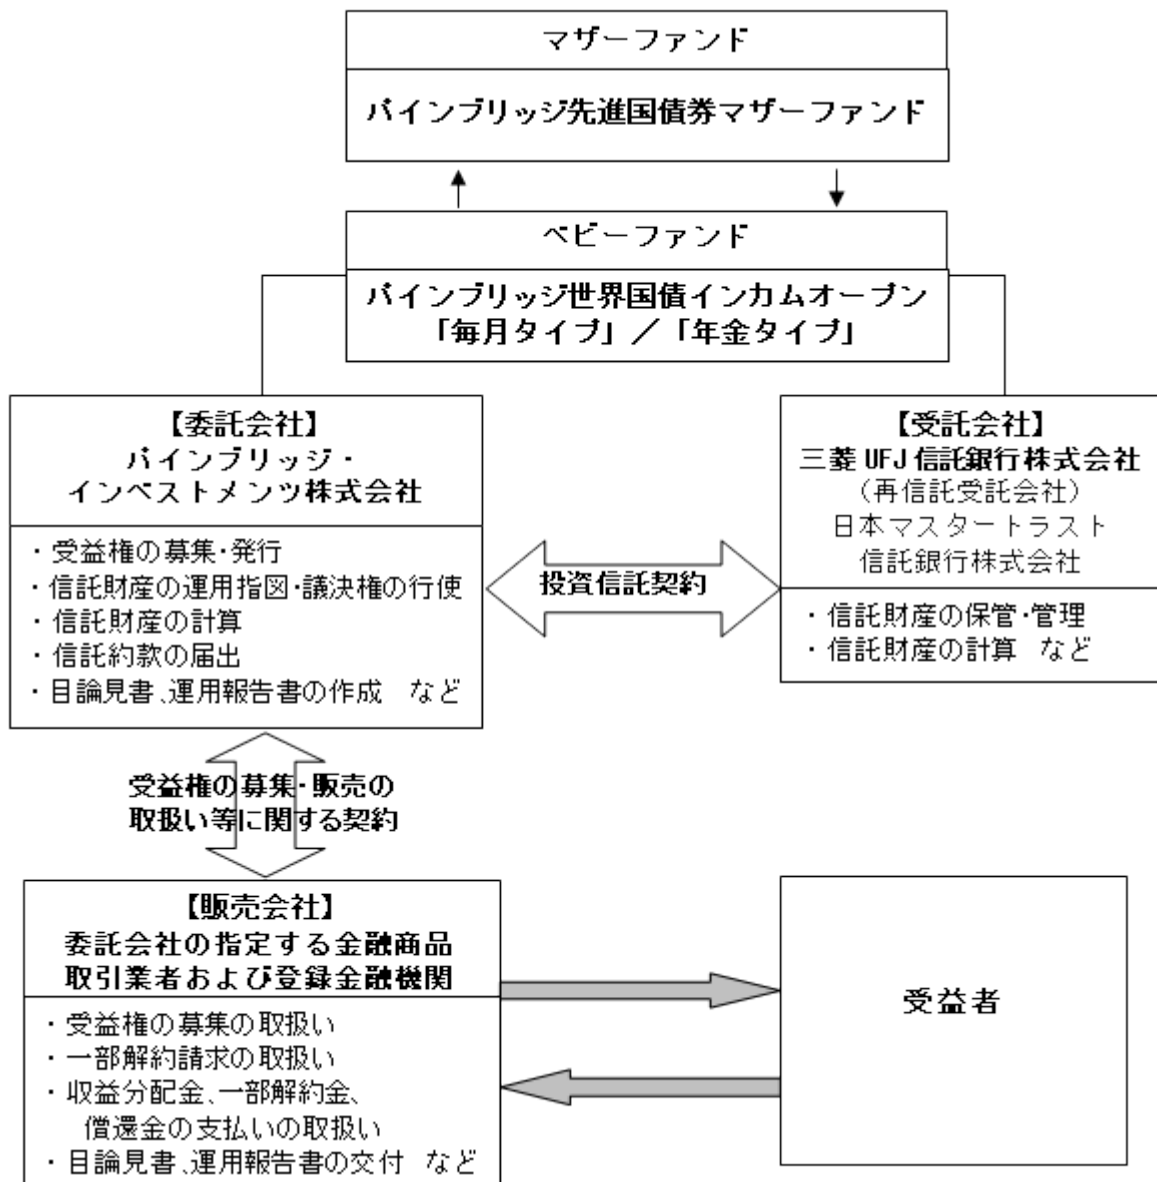 マザーファンド
パインブリッジ先進国債券マザーファンド
ベビーファンド
パインブリッジ世界国債インカムオープン
「毎月タイプ」／「年金タイプ」
【委託会社】
パインブリッジ・
インベストメンツ株式会社
・受益権の募集・発行
・信託財産の運用指図・議決権の行使
・信託財産の計算
・信託約款の届出
・目論見書、運用報告書の作成　など
投資信託契約
【受託会社】
三菱 UFJ 信託銀行株式会社
（再信託受託会社）
日本マスタートラスト
信託銀行株式会社
・信託財産の保管・管理
・信託財産の計算　など
受益権の募集・販売の
取扱い等に関する契約
【販売会社】
委託会社の指定する金融商品
取引業者および登録金融機関
・受益権の募集の取扱い
・一部解約請求の取扱い
・収益分配金、一部解約金、
償還金の支払いの取扱い
・目論見書、運用報告書の交付　など
受益者